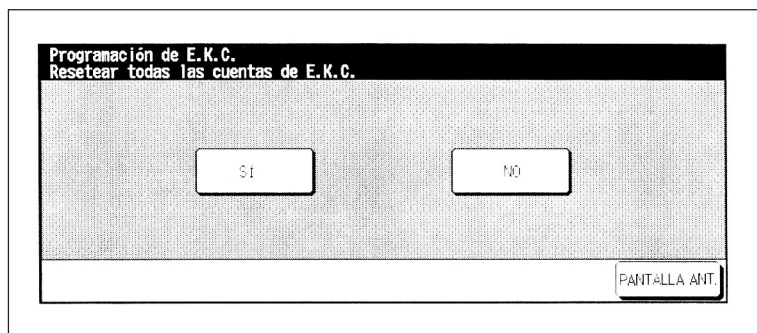 Programación de E.K.C.
Resetear todas las cuentas de E.K.C.
SI NO
PANTALLA ANT.